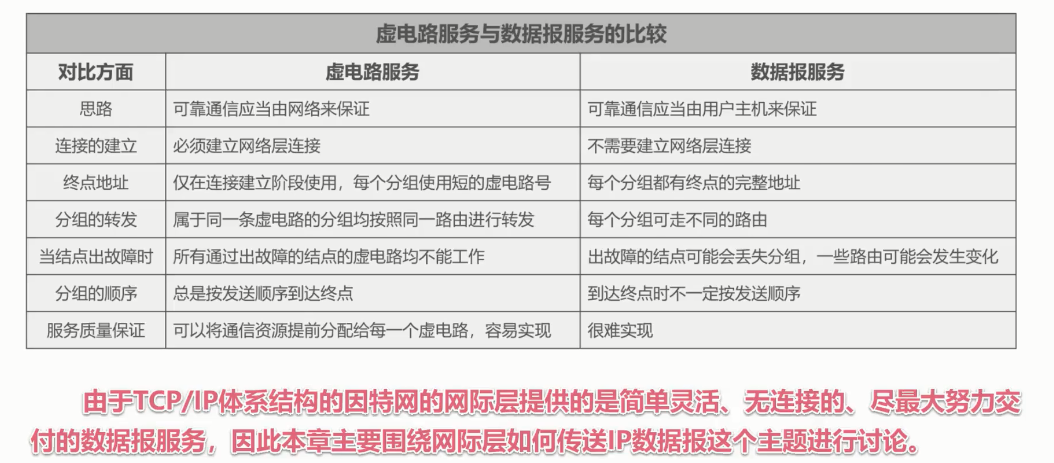 虚电路服务与数据报服务的比较
对比方面 虚电路服务 数据报服务
思路 可靠通信应当由网络来保证 可靠通信应当由用户主机来保证
连接的建立 必须建立网络层连接 不需要建立网络层连接
终点地址 仅在连接建立阶段使用，每个分组使用短的虚电路号 每个分组都有终点的完整地址
分组的转发 属于同一条虚电路的分组均按照同一路由进行转发 每个分组可走不同的路由
当结点出故障时 所有通过出故障的结点的虚电路均不能工作 出故障的结点可能会丢失分组，一些路由可能会发生变化
分组的顺序 总是按发送顺序到达终点 到达终点时不一定按发送顺序
服务质量保证 可以将通信资源提前分配给每一个虚电路，容易实现 很难实现
由于TCP/IP体系结构的因特网的网际层提供的是简单灵活、无连接的、尽最大努力交
付的数据报服务，因此本章主要围绕网际层如何传送IP数据报这个主题进行讨论。